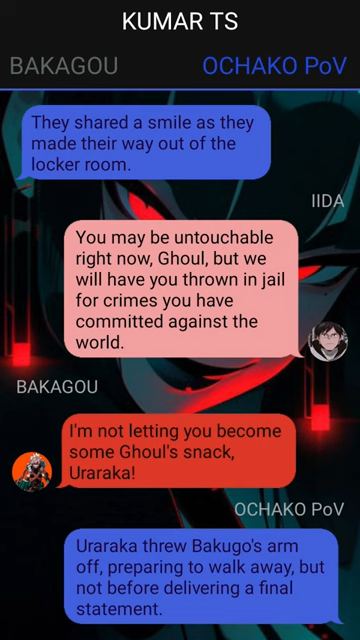 KUMAR TS
BAKAGOU
OCHAKO PoV
They shared a smile as they
made their way out of the
locker room.
IIDA
You may be untouchable
right now, Ghoul, but we
will have you thrown in jail
for crimes you have
committed against the
world.
BAKAGOU
I'm not letting you become
some Ghoul's snack,
Uraraka!
OCHAKO PoV
Uraraka threw Bakugo's arm
off, preparing to walk away, but
not before delivering a final
statement.